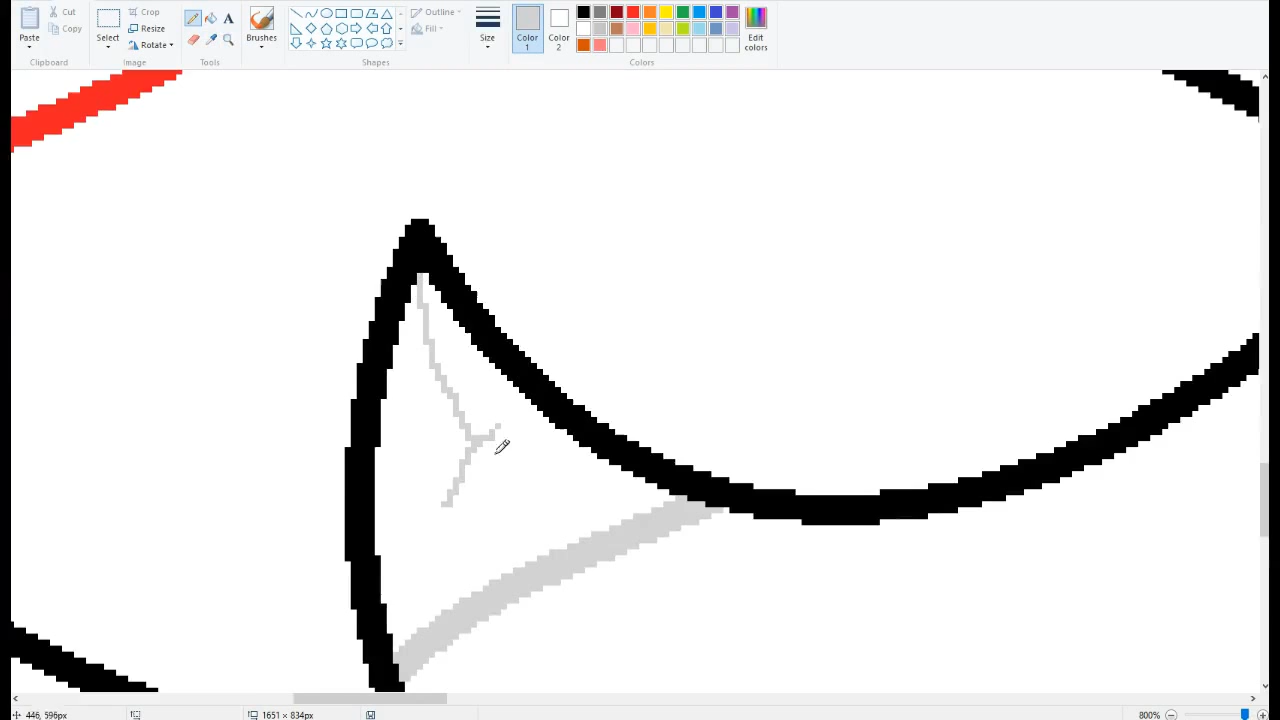 Paste
Cut
Copy
Clipboard
Select
Crop
Resize
Rotate
Image
A
Tools
Brushes
Shapes
Outline
Fill
Size
Color
1
Color
2
Colors
Edit
colors
446, 596px
1651 × 834px
800%